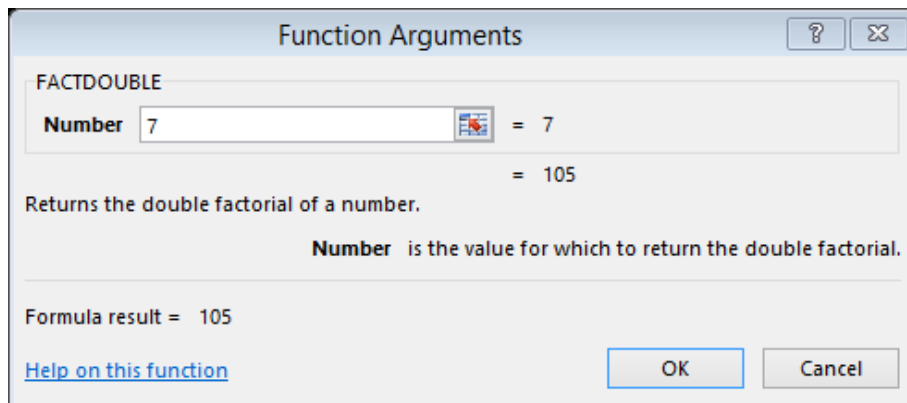 Function Arguments
FACTDOUBLE
Number 7 = 7
= 105
Returns the double factorial of a number.
Number is the value for which to return the double factorial.
Formula result = 105
Help on this function OK Cancel